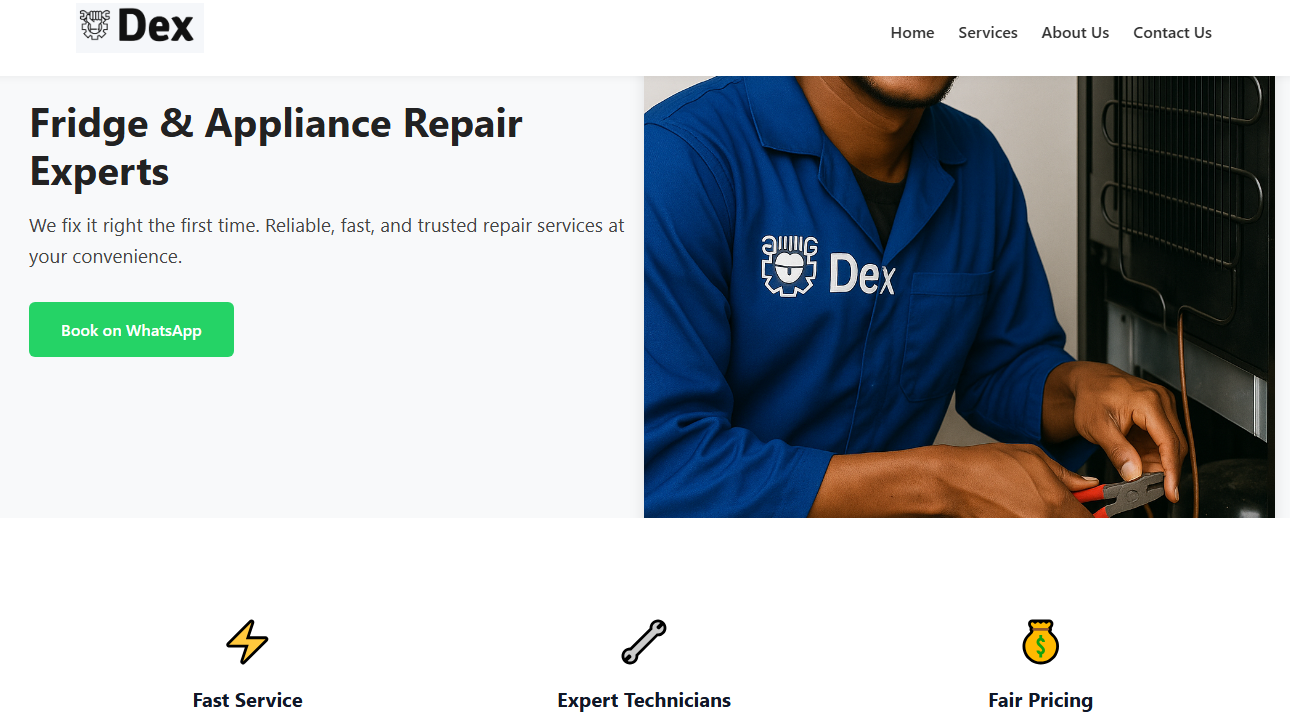 Dex
Home Services About Us Contact Us
Fridge & Appliance Repair
Experts
We fix it right the first time. Reliable, fast, and trusted repair services at
your convenience.
Book on WhatsApp
Dex
Fast Service
Expert Technicians
Fair Pricing